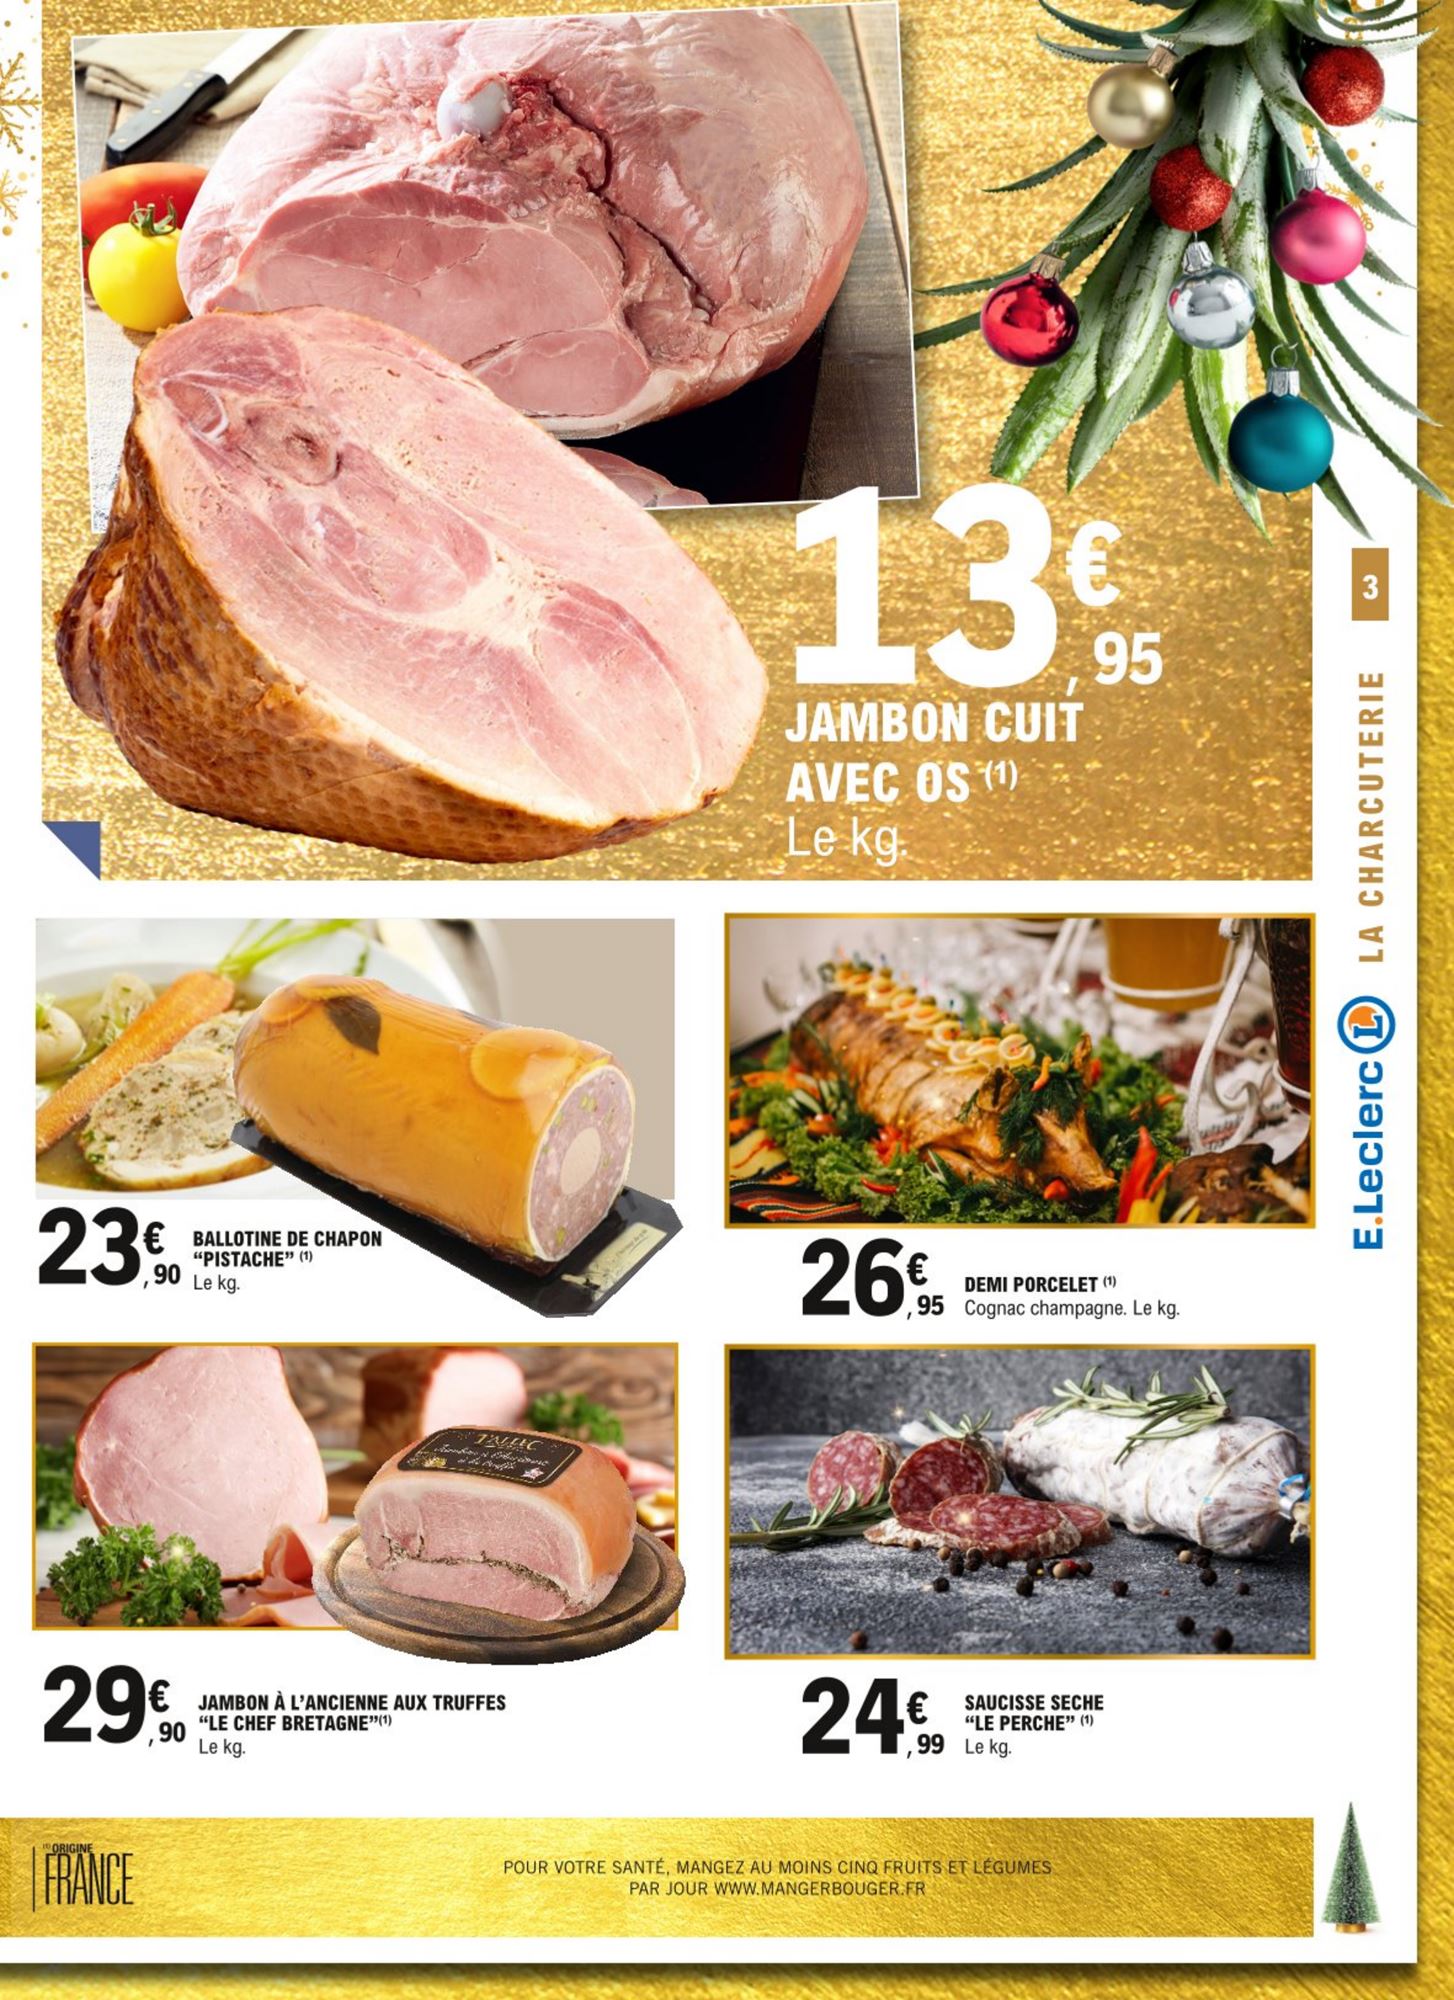 13€,95
JAMBON CUIT
AVEC OS (1)
Le kg.
3
LA CHARCUTERIE
E.Leclerc L
23€,90
BALLOTINE DE CHAPON
“PISTACHE” (1)
Le kg.
26€,95
DEMI PORCELET (1)
Cognac champagne. Le kg.
TALLEC
29€,90
JAMBON À L’ANCIENNE AUX TRUFFES
“LE CHEF BRETAGNE”(1)
Le kg.
24€,99
SAUCISSE SECHE
“LE PERCHE” (1)
Le kg.
(1) ORIGINE
FRANCE
POUR VOTRE SANTÉ, MANGEZ AU MOINS CINQ FRUITS ET LÉGUMES
PAR JOUR WWW.MANGERBOUGER.FR